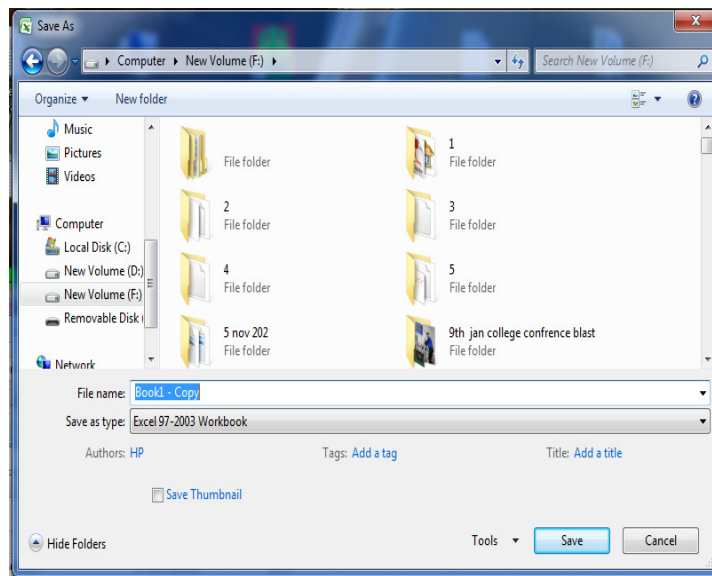 Save As
Computer ▸ New Volume (F:) ▸
Search New Volume (F:)
Organize
New folder
Music
Pictures
Videos
Computer
Local Disk (C:)
New Volume (D:)
New Volume (F:)
Removable Disk (
Network
File folder
1
File folder
2
File folder
3
File folder
4
File folder
5
File folder
5 nov 202
File folder
9th jan college confrence blast
File folder
File name: Book1 - Copy
Save as type: Excel 97-2003 Workbook
Authors: HP
Tags: Add a tag
Title: Add a title
Save Thumbnail
Hide Folders
Tools
Save
Cancel